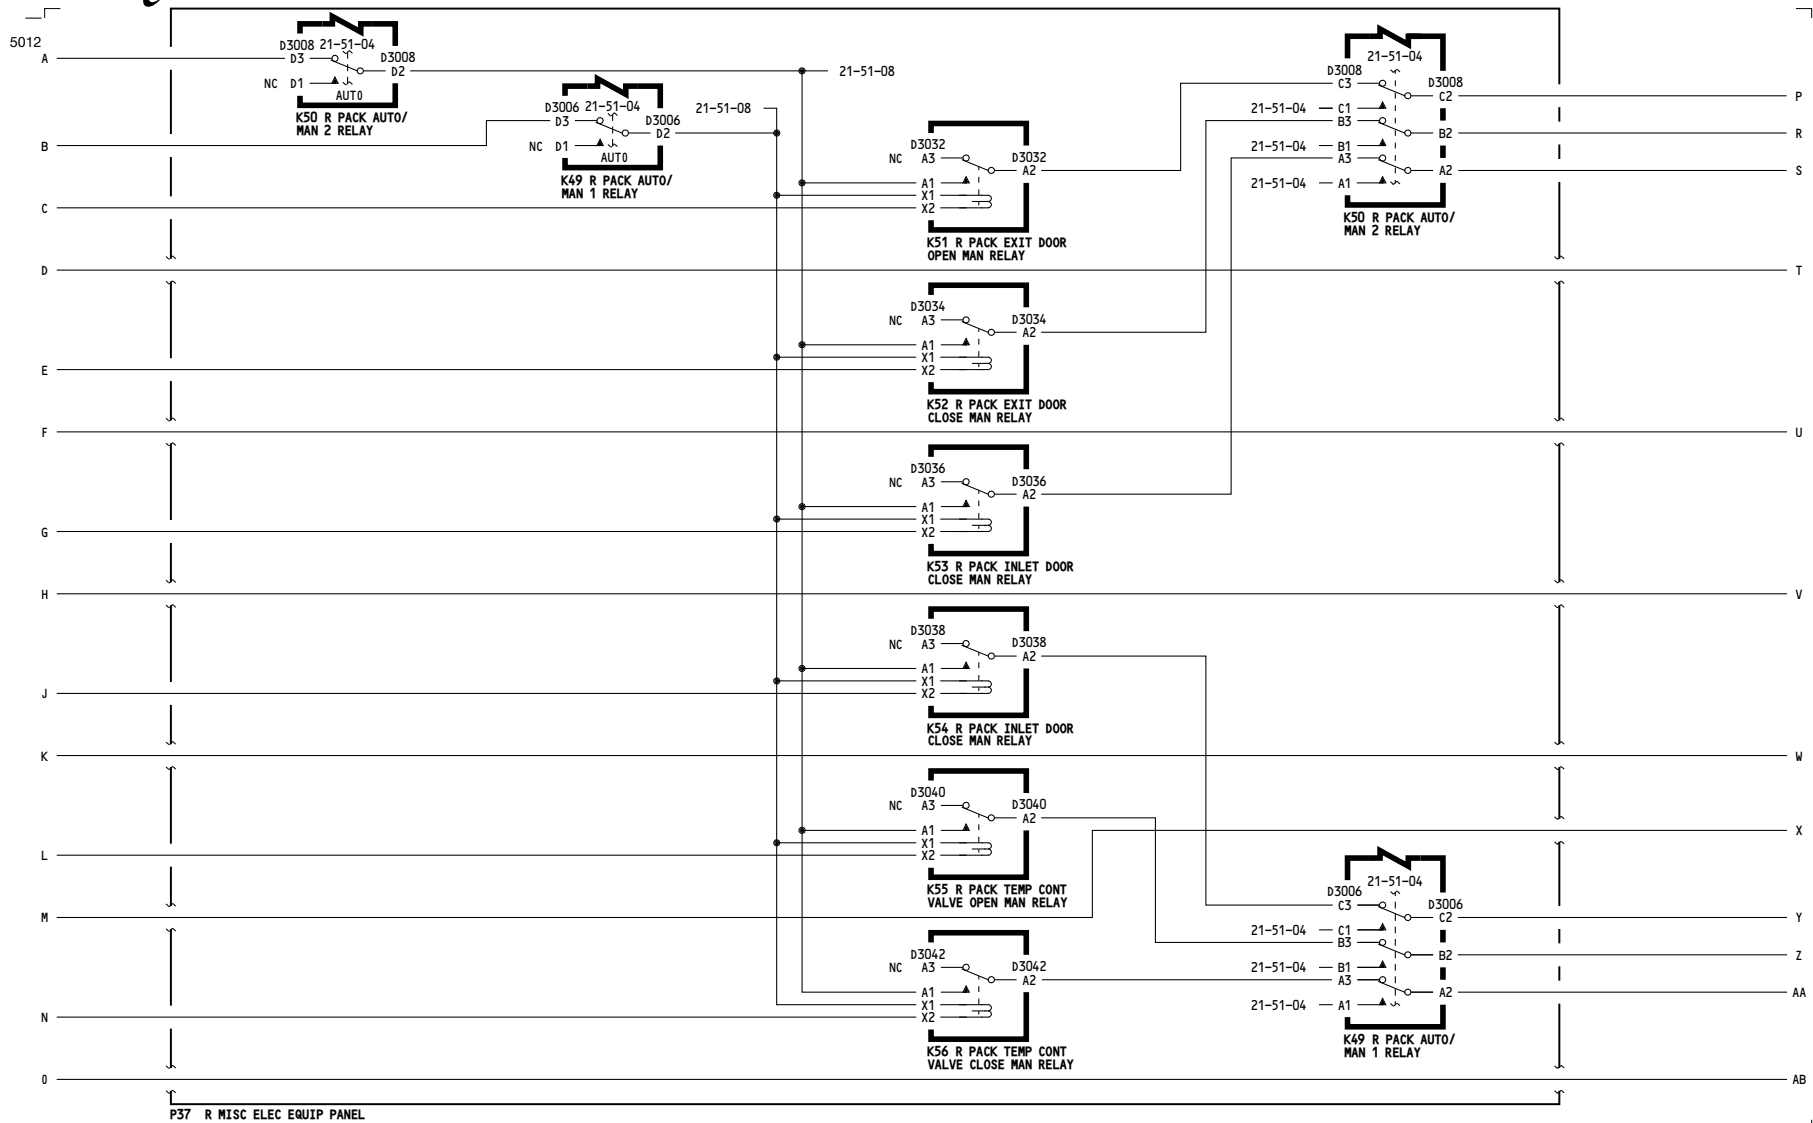 5012
A
D3008 21-51-04
D3
D3008
D2
NC D1
AUTO
K50 R PACK AUTO/
MAN 2 RELAY
21-51-08
B
D3006 21-51-04
D3
D3006
D2
NC D1
AUTO
K49 R PACK AUTO/
MAN 1 RELAY
21-51-08
C
D3032
NC A3
D3032
A2
A1
X1
X2
K51 R PACK EXIT DOOR
OPEN MAN RELAY
21-51-04
D3008
C3
D3008
C2
P
21-51-04 C1
B3
B2
R
21-51-04 B1
A3
A2
S
21-51-04 A1
K50 R PACK AUTO/
MAN 2 RELAY
D
T
D3034
NC A3
D3034
A2
A1
X1
E
X2
K52 R PACK EXIT DOOR
CLOSE MAN RELAY
F
U
D3036
NC A3
D3036
A2
A1
X1
G
X2
K53 R PACK INLET DOOR
CLOSE MAN RELAY
H
V
D3038
NC A3
D3038
A2
A1
X1
J
X2
K54 R PACK INLET DOOR
CLOSE MAN RELAY
K
W
D3040
NC A3
D3040
A2
A1
X
X1
L
X2
K55 R PACK TEMP CONT
VALVE OPEN MAN RELAY
M
21-51-04
D3006
C3
D3006
C2
Y
21-51-04 C1
B3
B2
Z
21-51-04 B1
A3
A2
AA
21-51-04 A1
K49 R PACK AUTO/
MAN 1 RELAY
D3042
NC A3
D3042
A2
A1
X1
N
X2
K56 R PACK TEMP CONT
VALVE CLOSE MAN RELAY
O
AB
P37 R MISC ELEC EQUIP PANEL